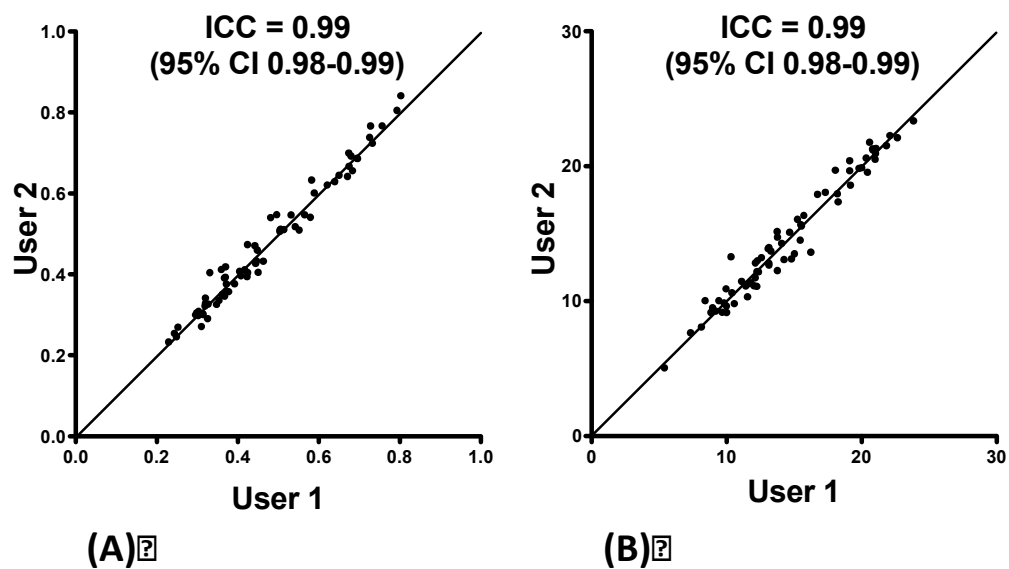 ICC = 0.99
(95% CI 0.98-0.99)
1.0
0.8
0.6
0.4
0.2
0.0
User 2
0.0 0.2 0.4 0.6 0.8 1.0
User 1
(A)⍰
ICC = 0.99
(95% CI 0.98-0.99)
30
20
10
0
User 2
0 10 20 30
User 1
(B)⍰